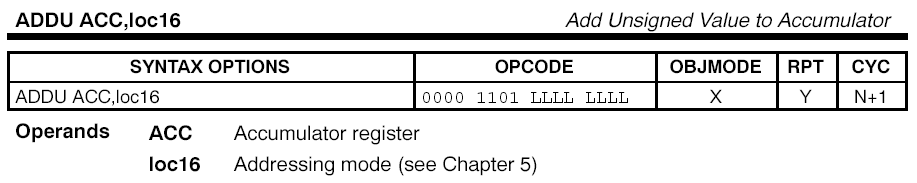 ADDU ACC,loc16 Add Unsigned Value to Accumulator
SYNTAX OPTIONS OPCODE OBJMODE RPT CYC
ADDU ACC,loc16 0000 1101 LLLL LLLL X Y N+1
Operands ACC Accumulator register
loc16 Addressing mode (see Chapter 5)